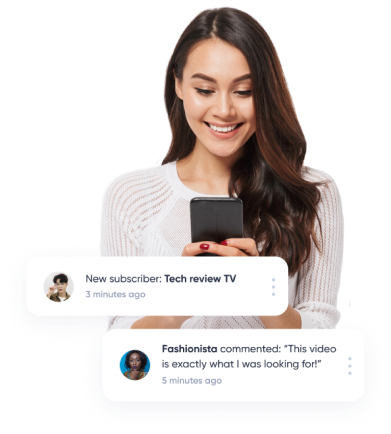 New subscriber: Tech review TV
3 minutes ago
Fashionista commented: “This video
is exactly what I was looking for!”
5 minutes ago